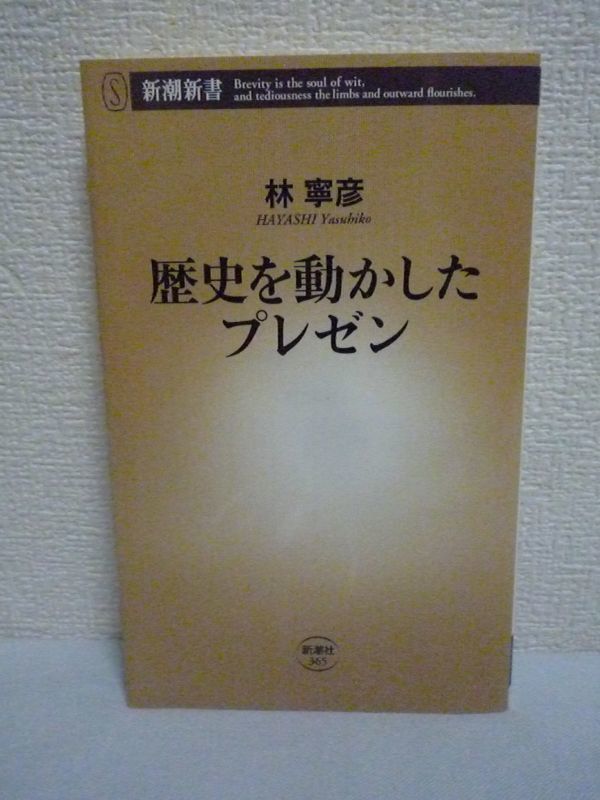 S
新潮新書
Brevity is the soul of wit,
and tediousness the limbs and outward flourishes.
林 寧彦
HAYASHI Yasuhiko
歴史を動かした
プレゼン
新潮社
365